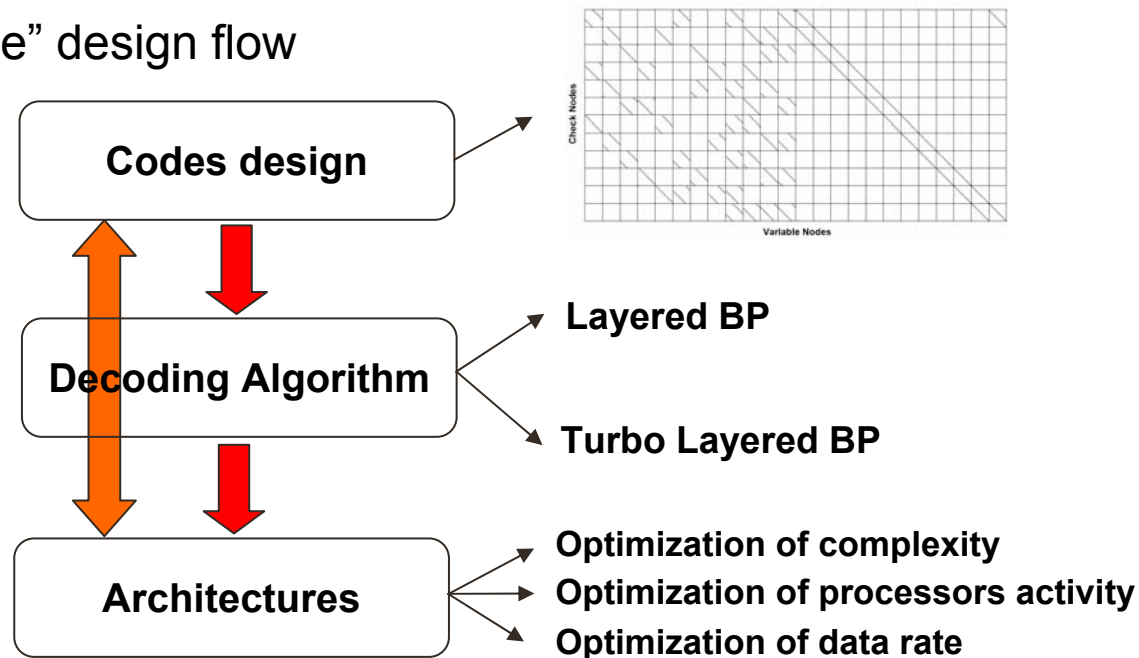 e” design flow
Codes design
Check Nodes
Variable Nodes
Decoding Algorithm
Layered BP
Turbo Layered BP
Architectures
Optimization of complexity
Optimization of processors activity
Optimization of data rate